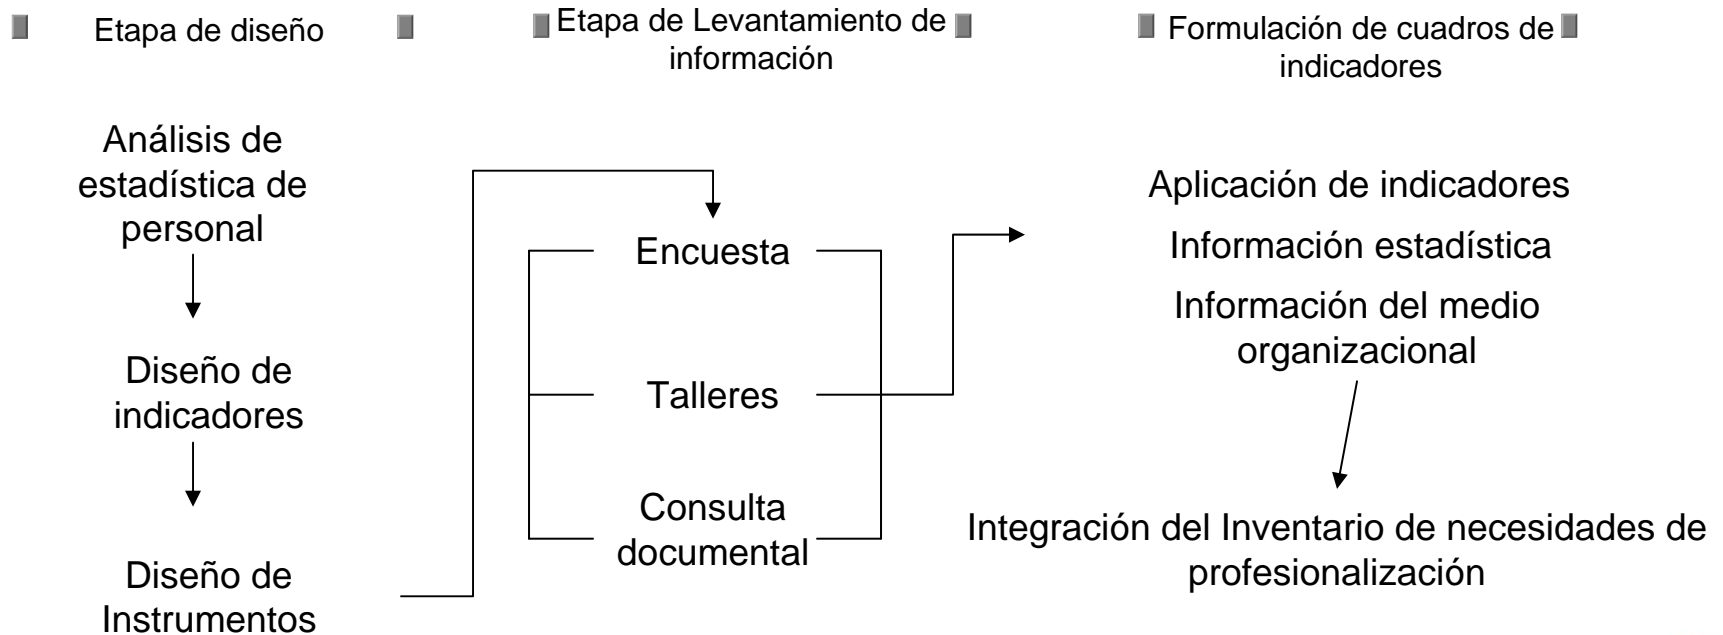 Etapa de diseño
Análisis de
estadística de
personal
Diseño de
indicadores
Diseño de
Instrumentos
Etapa de Levantamiento de
información
Encuesta
Talleres
Consulta
documental
Formulación de cuadros de
indicadores
Aplicación de indicadores
Información estadística
Información del medio
organizacional
Integración del Inventario de necesidades de
profesionalización